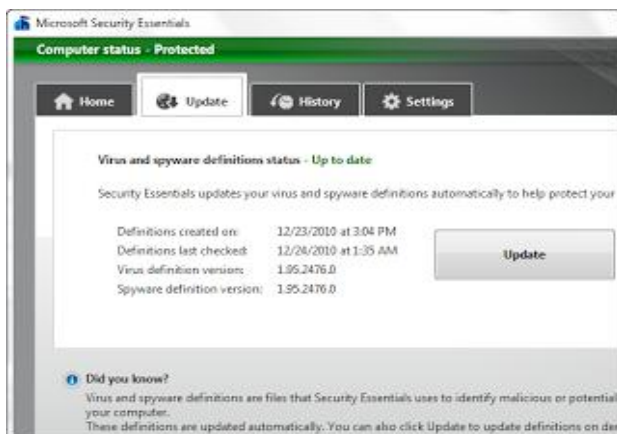 Microsoft Security Essentials
Computer status - Protected
Home Update History Settings
Virus and spyware definitions status - Up to date
Security Essentials updates your virus and spyware definitions automatically to help protect your
Definitions created on: 12/23/2010 at 3:04 PM
Definitions last checked: 12/24/2010 at 1:35 AM
Update
Virus definition version: 1.95.2476.0
Spyware definition version: 1.95.2476.0
Did you know?
Virus and spyware definitions are files that Security Essentials uses to identify malicious or potential
your computer.
These definitions are updated automatically. You can also click Update to update definitions on de